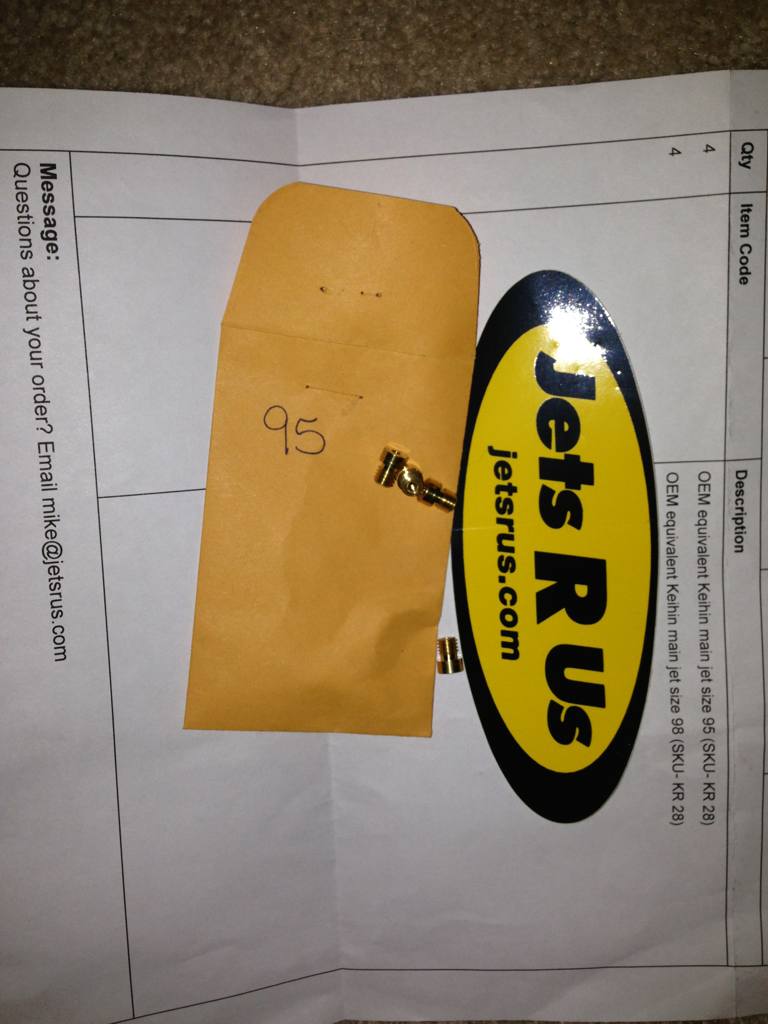 Qty Item Code Description
4 OEM equivalent Keihin main jet size 95 (SKU- KR 28)
4 OEM equivalent Keihin main jet size 98 (SKU- KR 28)
Jets R Us
jetsrus.com
95
Message:
Questions about your order? Email mike@jetsrus.com